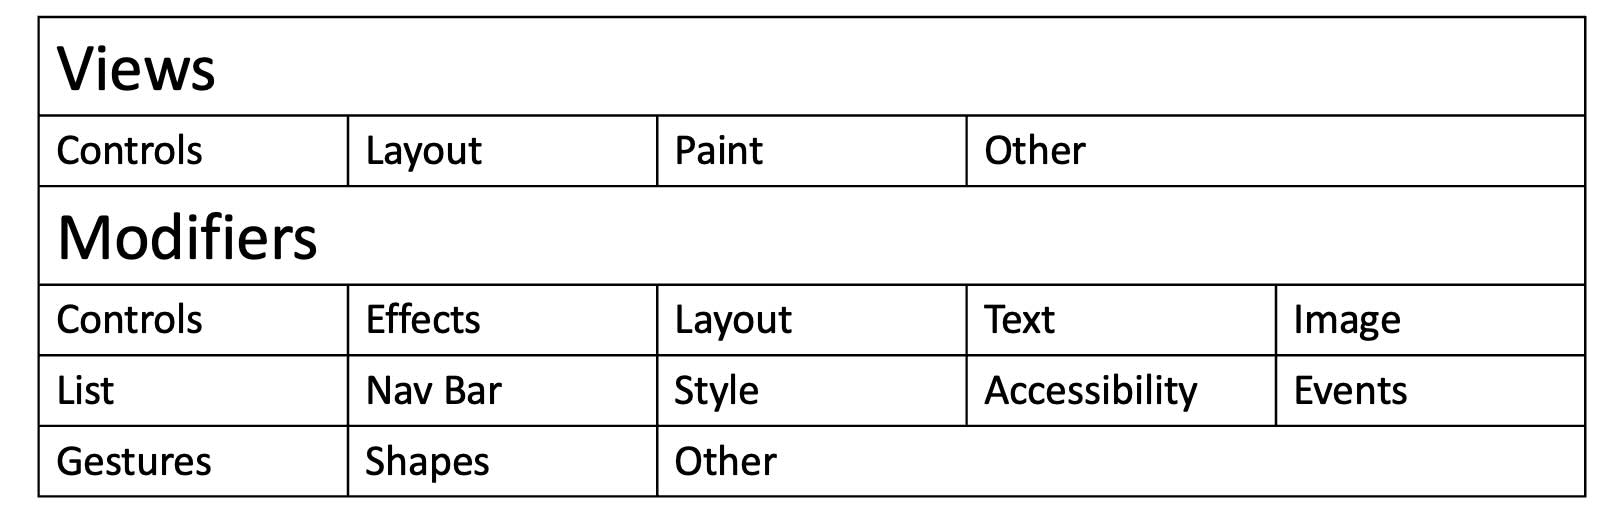 Views
Controls Layout Paint Other
Modifiers
Controls Effects Layout Text Image
List Nav Bar Style Accessibility Events
Gestures Shapes Other